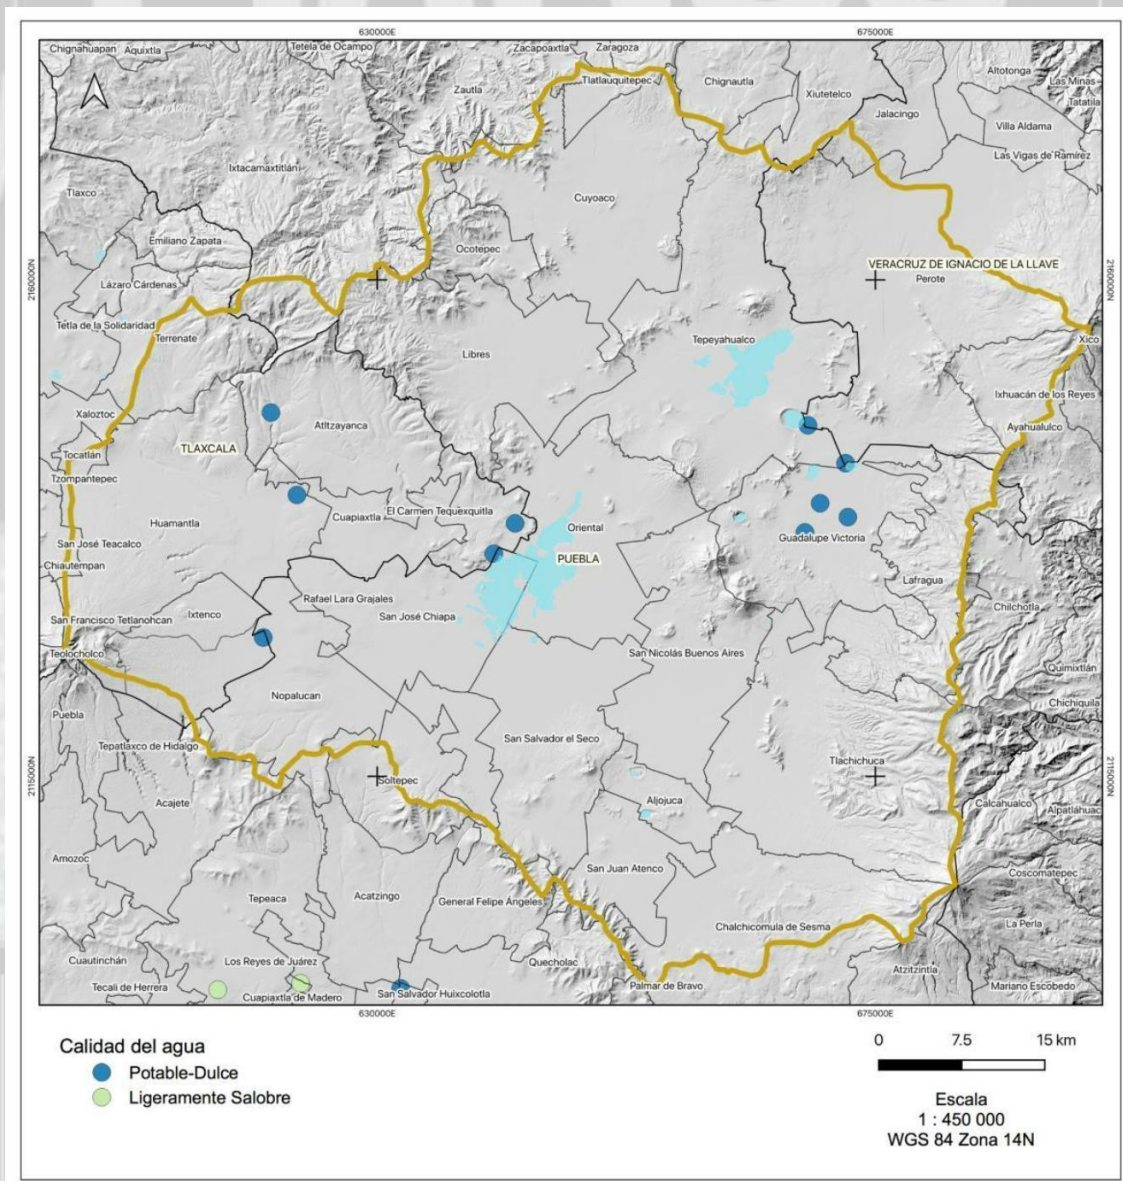 630000E
675000E
Chignahuapan
Aquixtla
Tetela de Ocampo
Zacapoaxtla
Zaragoza
Tlatlauquitepec
Chignautla
Altotonga
Las Minas
Tatatila
Zautla
Xiutetelco
Jalacingo
Villa Aldama
Las Vigas de Ramírez
Ixtacamaxtitlán
Tlaxco
Cuyoaco
Emiliano Zapata
Ocotepec
VERACRUZ DE IGNACIO DE LA LLAVE
Perote
2160000N
2160000N
Lázaro Cárdenas
Tetla de la Solidaridad
Terrenate
Tepeyahualco
Xico
Libres
Ixhuacán de los Reyes
Xaloztoc
Atltzayanca
Ayahualulco
TLAXCALA
Tocatlán
Tzompantepec
El Carmen Tequexquitla
Cuapiaxtla
Huamantla
Oriental
Guadalupe Victoria
San José Teacalco
PUEBLA
Chiautempan
Lafragua
Rafael Lara Grajales
Ixtenco
San José Chiapa
Chilchotla
San Francisco Tetlanohcan
Teolocholco
San Nicolás Buenos Aires
Quimixtlán
Nopalucan
Chichiquila
Puebla
San Salvador el Seco
Tepatlaxco de Hidalgo
Tlachichuca
2115000N
2115000N
Soltepec
Acajete
Aljojuca
Calcahualco
Alpatláhuac
Amozoc
San Juan Atenco
Coscomatepec
Tepeaca
Acatzingo
General Felipe Ángeles
Chalchicomula de Sesma
La Perla
Cuautinchán
Los Reyes de Juárez
Quecholac
Atzitzintla
Tecali de Herrera
Cuapiaxtla de Madero
San Salvador Huixcolotla
Palmar de Bravo
Mariano Escobedo
630000E
675000E
Calidad del agua
Potable-Dulce
Ligeramente Salobre
0 7.5 15 km
Escala
1 : 450 000
WGS 84 Zona 14N